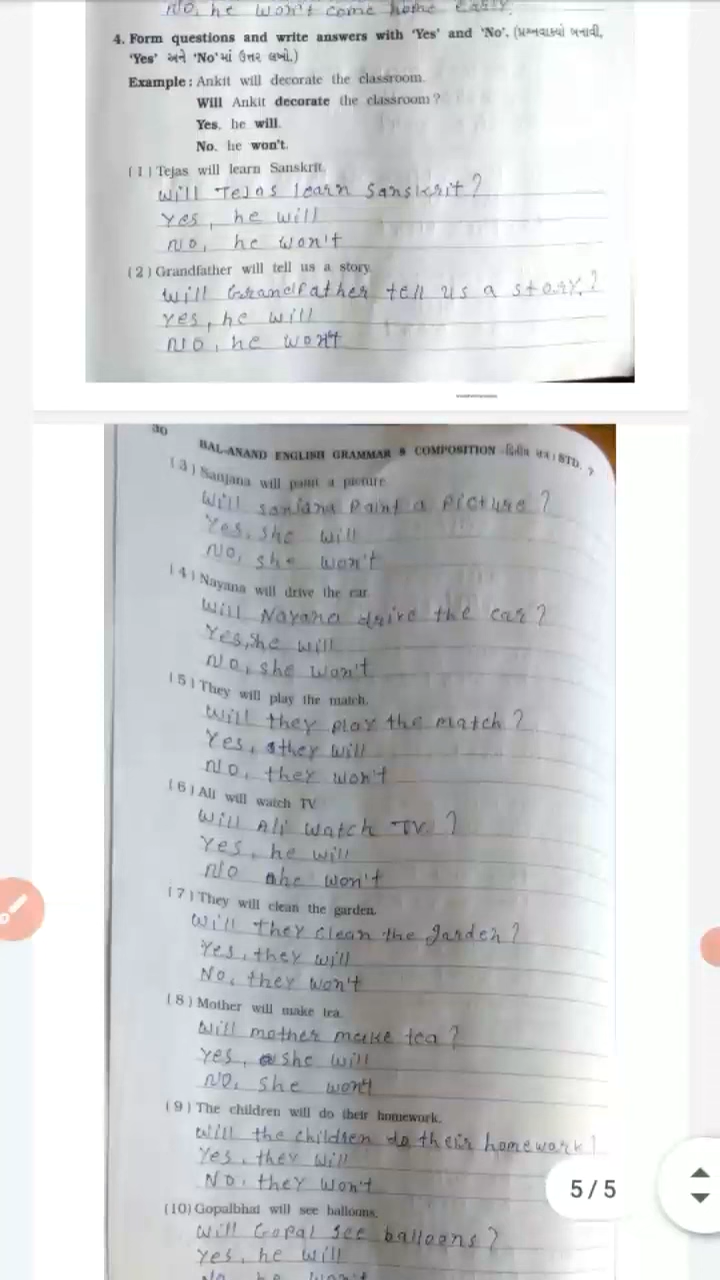 No, he won't come home early.
4. Form questions and write answers with 'Yes' and 'No'. (પ્રશ્નવાક્યો બનાવી,
'Yes' અને 'No'માં ઉત્તર લખો.)
Example : Ankit will decorate the classroom.
Will Ankit decorate the classroom ?
Yes, he will.
No, he won't.
(1) Tejas will learn Sanskrit.
Will Tejas learn Sanskrit ?
Yes, he will
No, he won't
(2) Grandfather will tell us a story.
Will Grandfather tell us a story. ?
Yes, he will
No, he won't
30
BAL-ANAND ENGLISH GRAMMAR & COMPOSITION STD. 7
(3) Sanjana will paint a picture
Will sanjana Paint a Picture ?
Yes, she will
No, she won't
(4) Nayana will drive the car
Will Nayana drive the car ?
Yes, she will
No, she won't
(5) They will play the match.
Will they play the match ?
Yes, they will
No, they won't
(6) Ali will watch TV
Will Ali Watch TV. ?
Yes, he will
No he won't
(7) They will clean the garden.
Will they clean the garden ?
Yes, they will
No, they won't
(8) Mother will make tea.
Will mother make tea ?
Yes, she will
No, she won't
(9) The children will do their homework.
Will the children do their homework ?
Yes, they will
No, they won't
5 / 5
(10) Gopalbhai will see balloons.
Will Gopal see balloons ?
Yes, he will
No he won't